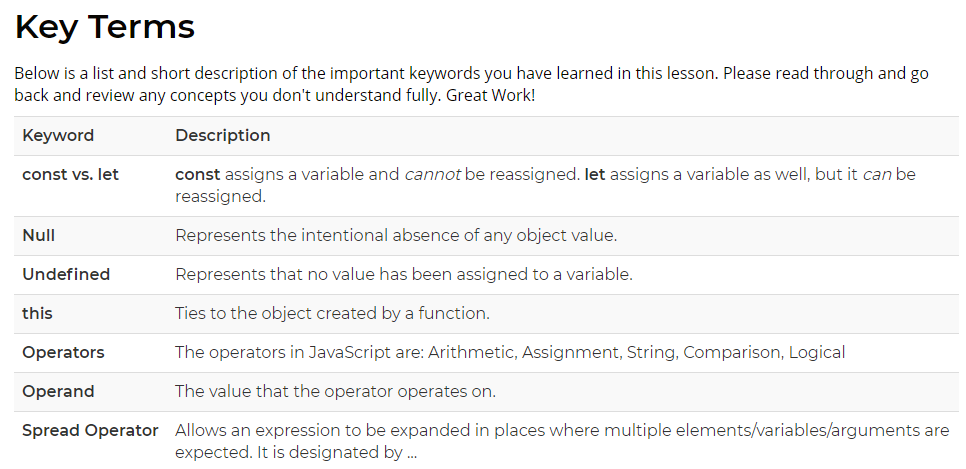 Key Terms
Below is a list and short description of the important keywords you have learned in this lesson. Please read through and go
back and review any concepts you don't understand fully. Great Work!
Keyword Description
const vs. let const assigns a variable and cannot be reassigned. let assigns a variable as well, but it can be
reassigned.
Null Represents the intentional absence of any object value.
Undefined Represents that no value has been assigned to a variable.
this Ties to the object created by a function.
Operators The operators in JavaScript are: Arithmetic, Assignment, String, Comparison, Logical
Operand The value that the operator operates on.
Spread Operator Allows an expression to be expanded in places where multiple elements/variables/arguments are
expected. It is designated by ...